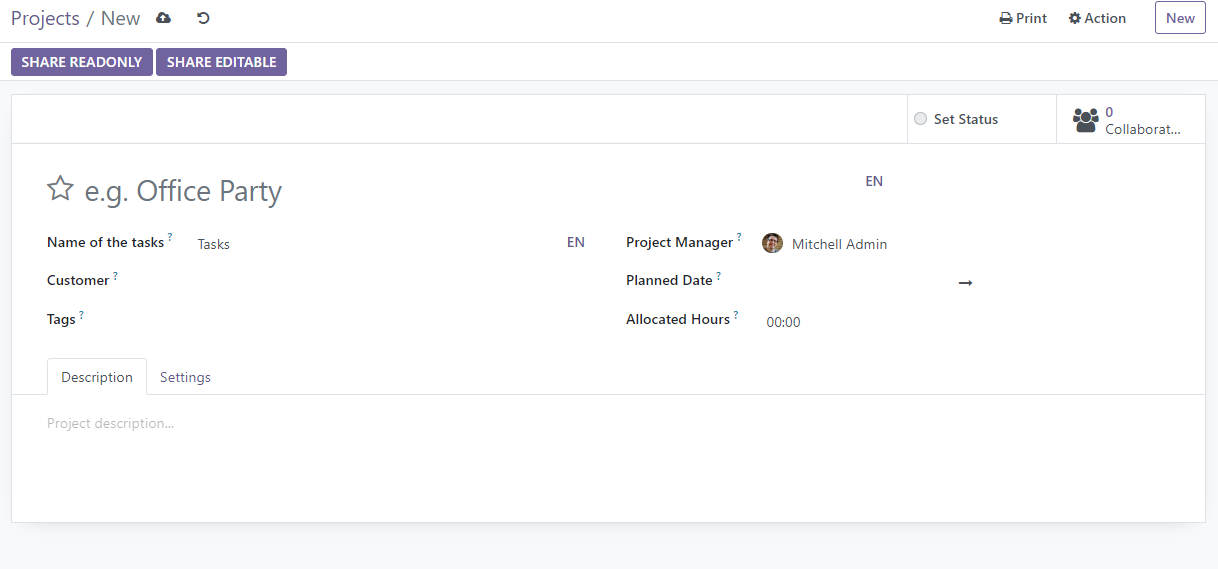 Projects / New
Print Action New
SHARE READONLY SHARE EDITABLE
Set Status
0
Collaborat...
e.g. Office Party EN
Name of the tasks ? Tasks EN Project Manager ? Mitchell Admin
Customer ? Planned Date ?
Tags ? Allocated Hours ? 00:00
Description Settings
Project description...